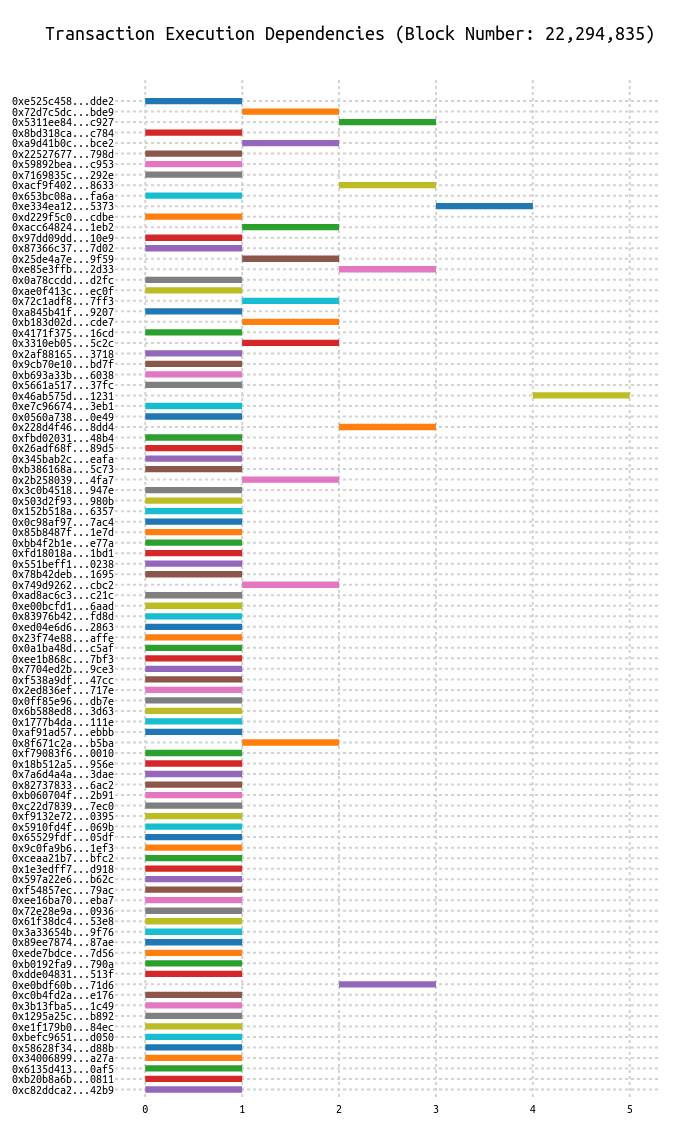 Transaction Execution Dependencies (Block Number: 22,294,835)
0xe525c458...dde2
0x72d7c5dc...bde9
0x5311ee84...c927
0x8bd318ca...c784
0xa9d41b0c...bce2
0x22527677...798d
0x59892bea...c953
0x7169835c...292e
0xacf9f402...8633
0x653bc08a...fa6a
0xe334ea12...5373
0xd229f5c0...cdbe
0xacc64824...1eb2
0x97dd09dd...10e9
0x87366c37...7d02
0x25de4a7e...9f59
0xe85e3ffb...2d33
0x0a78ccdd...d2fc
0xae0f413c...ec0f
0x72c1adf8...7ff3
0xa845b41f...9207
0xb183d02d...cde7
0x4171f375...16cd
0x3310eb05...5c2c
0x2af88165...3718
0x9cb70e10...bd7f
0xb693a33b...6038
0x5661a517...37fc
0x46ab575d...1231
0xe7c96674...3eb1
0x0560a738...0e49
0x228d4f46...8dd4
0xfbd02031...48b4
0x26adf68f...89d5
0x345bab2c...eafa
0xb386168a...5c73
0x2b258039...4fa7
0x3c0b4518...947e
0x503d2f93...980b
0x152b518a...6357
0x0c98af97...7ac4
0x85b8487f...1e7d
0xbb4f2b1e...e77a
0xfd18018a...1bd1
0x551beff1...0238
0x78b42deb...1695
0x749d9262...cbc2
0xad8ac6c3...c21c
0xe00bcfd1...6aad
0x83976b42...fd8d
0xed04e6d6...2863
0x23f74e88...affe
0x0a1ba48d...c5af
0xee1b868c...7bf3
0x7704ed2b...9ce3
0xf538a9df...47cc
0x2ed836ef...717e
0x0ff85e96...db7e
0x6b588ed8...3d63
0x1777b4da...111e
0xaf91ad57...ebbb
0x8f671c2a...b5ba
0xf79083f6...0010
0x18b512a5...956e
0x7a6d4a4a...3dae
0x82737833...6ac2
0xb060704f...2b91
0xc22d7839...7ec0
0xf9132e72...0395
0x5910fd4f...069b
0x65529fdf...05df
0x9c0fa9b6...1ef3
0xceaa21b7...bfc2
0x1e3edff7...d918
0x597a22e6...b62c
0xf54857ec...79ac
0xee16ba70...eba7
0x72e28e9a...0936
0x61f38dc4...53e8
0x3a33654b...9f76
0x89ee7874...87ae
0xede7bdce...7d56
0xb0192fa9...790a
0xdde04831...513f
0xe0bdf60b...71d6
0xc0b4fd2a...e176
0x3b13fba5...1c49
0x1295a25c...b892
0xe1f179b0...84ec
0xbefc9651...d050
0x58628f34...d88b
0x34006899...a27a
0x6135d413...0af5
0xb20b8a6b...0811
0xc82ddca2...42b9
0 1 2 3 4 5